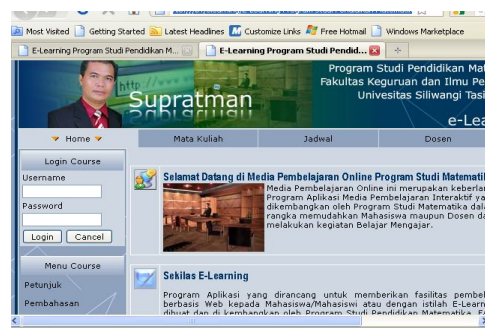 Most Visited Getting Started Latest Headlines Customize Links Free Hotmail Windows Marketplace
E-Learning Program Studi Pendidikan M... E-Learning Program Studi Pendid...
Program Studi Pendidikan Mat
Fakultas Keguruan dan Ilmu Pe
Univesitas Siliwangi Tasi
http://
Supratman
e-Lea
Home Mata Kuliah Jadwal Dosen
Login Course
Username
Password
Login Cancel
Menu Course
Petunjuk
Pembahasan
Selamat Datang di Media Pembelajaran Online Program Studi Matemati
Media Pembelajaran Online ini merupakan keberlan
Program Aplikasi Media Pembelajaran Interaktif ya
dikembangkan oleh Program Studi Matematika dala
rangka memudahkan Mahasiswa maupun Dosen da
melakukan kegiatan Belajar Mengajar.
Sekilas E-Learning
Program Aplikasi yang dirancang untuk memberikan fasilitas pembel
berbasis Web kepada Mahasiswa/Mahasiswi atau dengan istilah E-Learn
dibuat dan di kembangkan oleh Program Studi Pendidikan Matematika